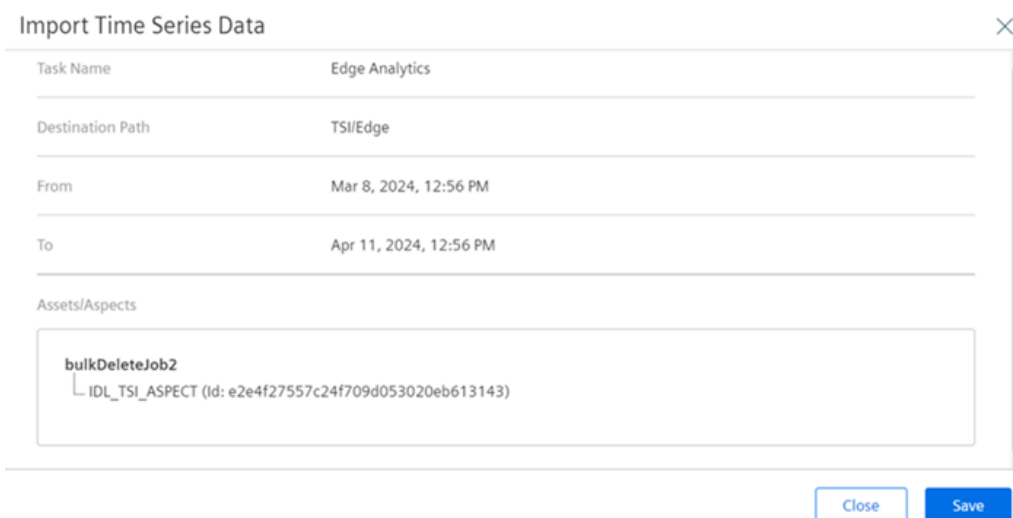 Import Time Series Data
Task Name Edge Analytics
Destination Path TSI/Edge
From Mar 8, 2024, 12:56 PM
To Apr 11, 2024, 12:56 PM
Assets/Aspects
bulkDeleteJob2
IDL_TSI_ASPECT (Id: e2e4f27557c24f709d053020eb613143)
Close Save